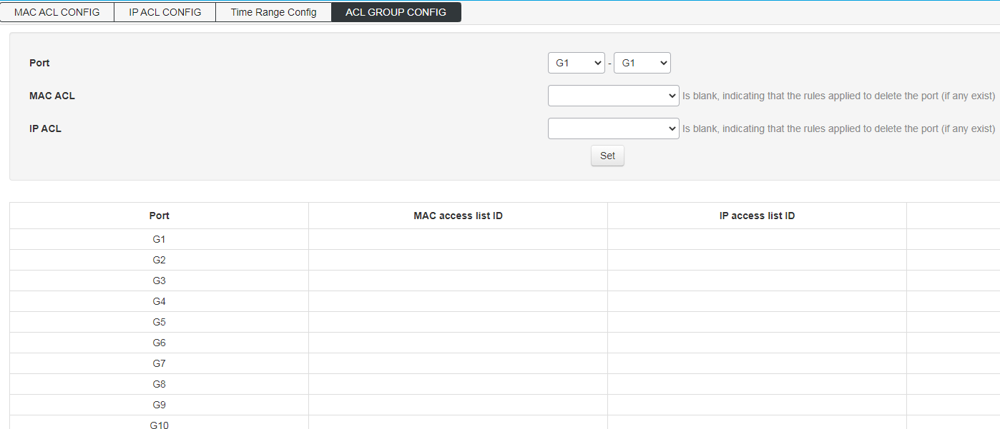 MAC ACL CONFIG IP ACL CONFIG Time Range Config ACL GROUP CONFIG
Port G1 - G1
MAC ACL Is blank, indicating that the rules applied to delete the port (if any exist)
IP ACL Is blank, indicating that the rules applied to delete the port (if any exist)
Set
Port MAC access list ID IP access list ID
G1
G2
G3
G4
G5
G6
G7
G8
G9
G10